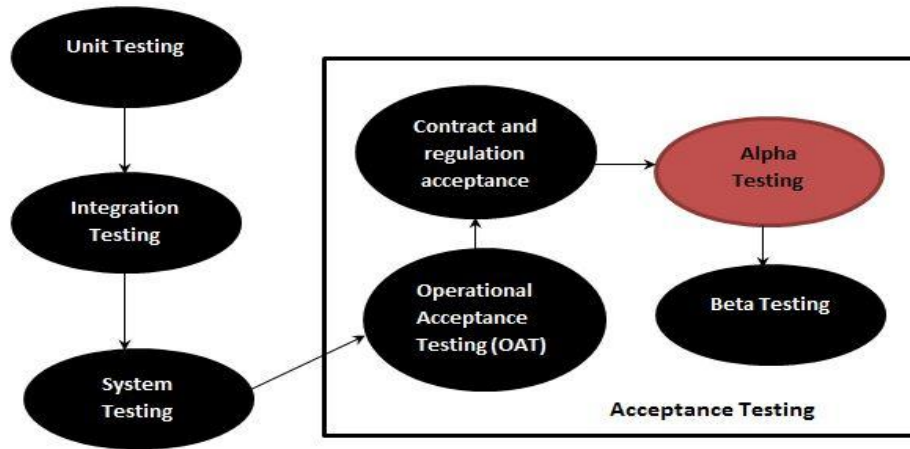 Unit Testing
Integration
Testing
System
Testing
Operational
Acceptance
Testing (OAT)
Contract and
regulation
acceptance
Alpha
Testing
Beta Testing
Acceptance Testing